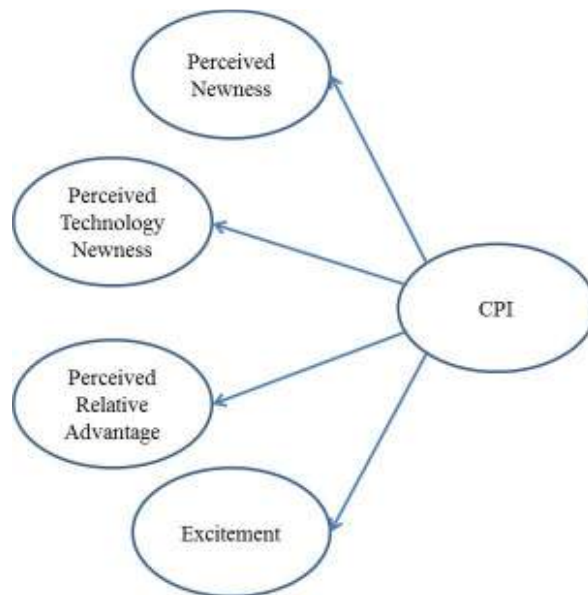 Perceived
Newness
Perceived
Technology
Newness
CPI
Perceived
Relative
Advantage
Excitement